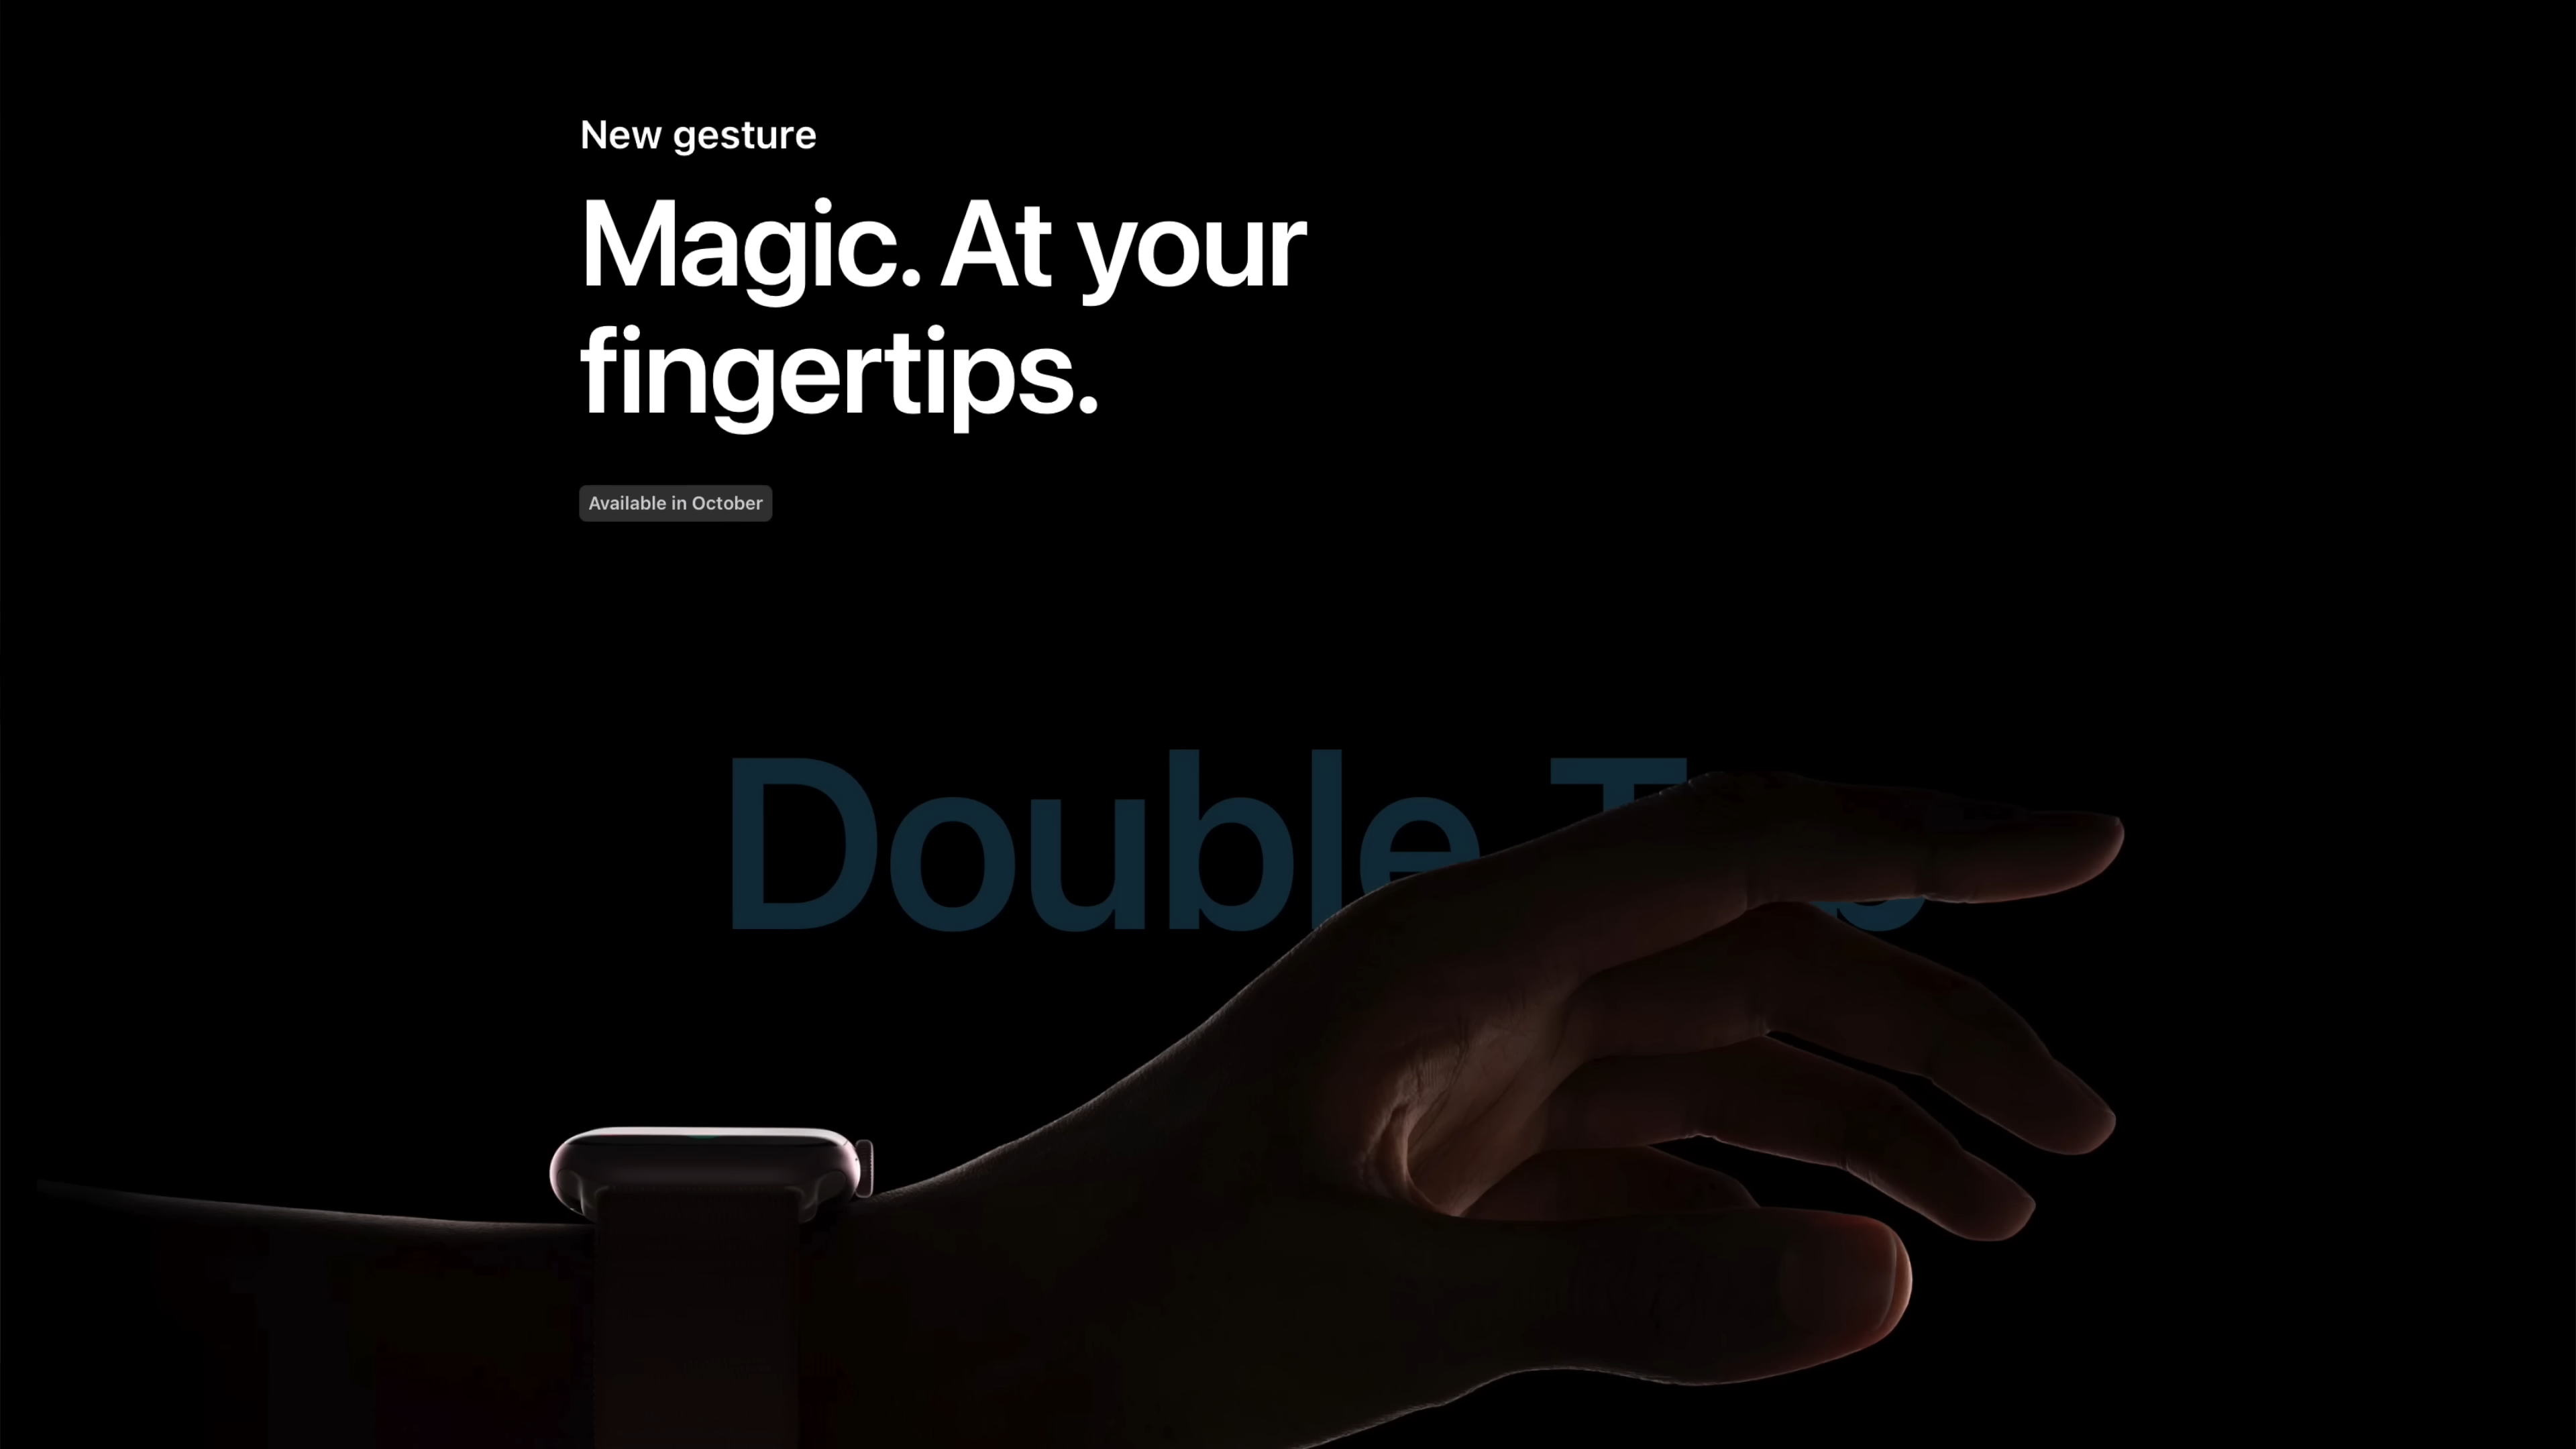 New gesture
Magic. At your
fingertips.
Available in October
Double